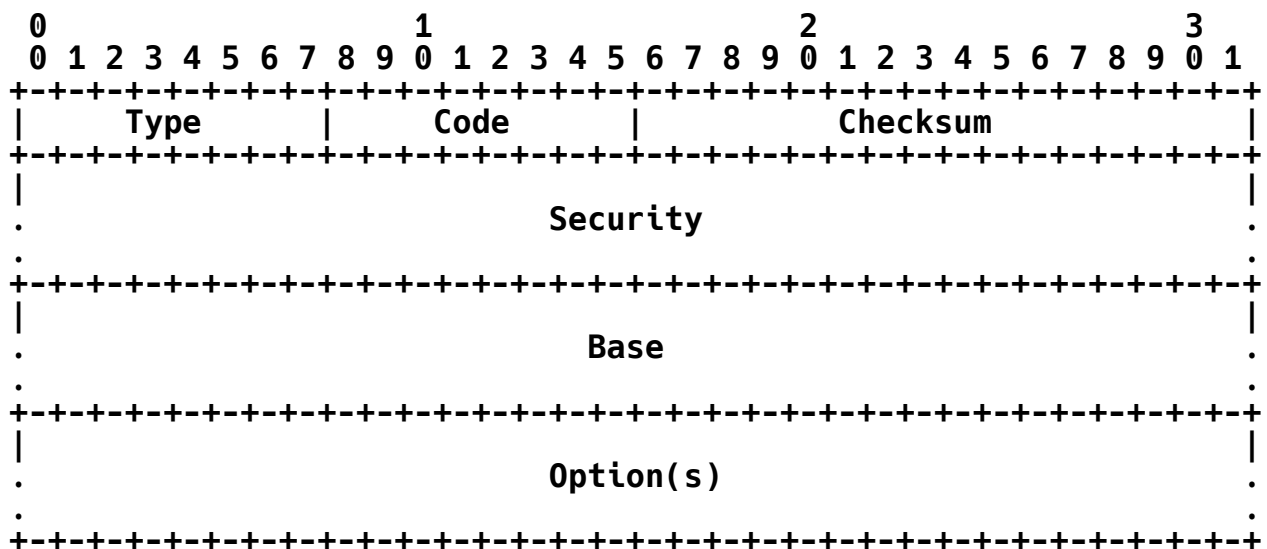 0                   1                   2                   3
 0 1 2 3 4 5 6 7 8 9 0 1 2 3 4 5 6 7 8 9 0 1 2 3 4 5 6 7 8 9 0 1
+-+-+-+-+-+-+-+-+-+-+-+-+-+-+-+-+-+-+-+-+-+-+-+-+-+-+-+-+-+-+-+-+
|     Type      |     Code      |          Checksum             |
+-+-+-+-+-+-+-+-+-+-+-+-+-+-+-+-+-+-+-+-+-+-+-+-+-+-+-+-+-+-+-+-+
|                                                               |
.                           Security                            .
.                                                               .
+-+-+-+-+-+-+-+-+-+-+-+-+-+-+-+-+-+-+-+-+-+-+-+-+-+-+-+-+-+-+-+-+
|                                                               |
.                             Base                              .
.                                                               .
+-+-+-+-+-+-+-+-+-+-+-+-+-+-+-+-+-+-+-+-+-+-+-+-+-+-+-+-+-+-+-+-+
|                                                               |
.                           Option(s)                           .
.                                                               .
+-+-+-+-+-+-+-+-+-+-+-+-+-+-+-+-+-+-+-+-+-+-+-+-+-+-+-+-+-+-+-+-+